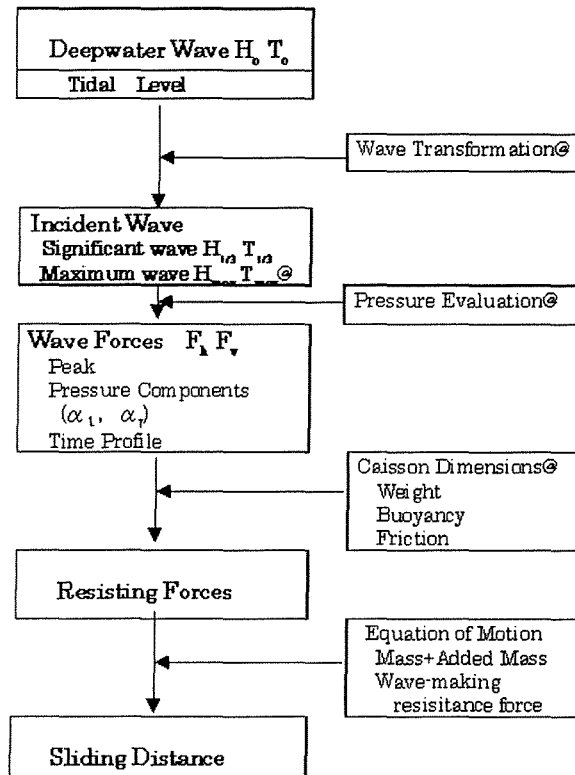 Deepwater Wave H₀ T₀
Tidal Level
Wave Transformation@
Incident Wave
Significant wave H₁/₃ T₁/₃
Maximum wave Hmax Tmax@
Pressure Evaluation@
Wave Forces Fₕ Fᵥ
Peak
Pressure Components
(α₁, αᵣ)
Time Profile
Caisson Dimensions@
Weight
Buoyancy
Friction
Resisting Forces
Equation of Motion
Mass+Added Mass
Wave-making
resisitance force
Sliding Distance